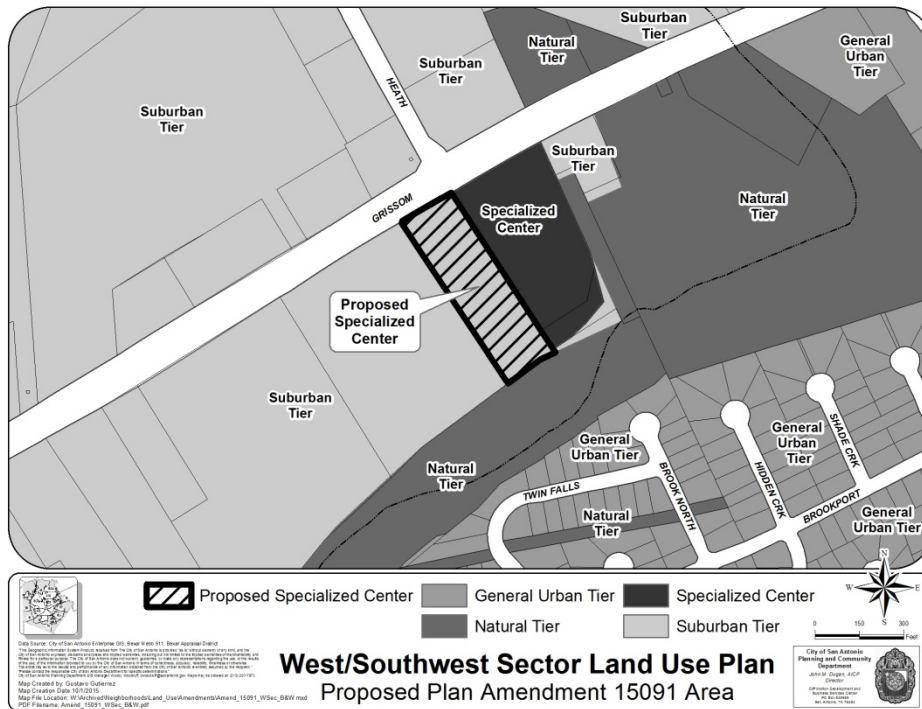 Suburban
Tier
Natural
Tier
General
Urban
Tier
Suburban
Tier
HEATH
Suburban
Tier
Suburban
Tier
Natural
Tier
GRISSOM
Specialized
Center
Proposed
Specialized
Center
Suburban
Tier
General
Urban Tier
General
Urban
Tier
SHADE CRK
HIDDEN CRK
BROOK NORTH
Natural
Tier
TWIN FALLS
Natural
Tier
BROOKPORT
General
Urban Tier
Proposed Specialized Center
General Urban Tier
Specialized Center
Natural Tier
Suburban Tier
N
W E
S
0 150 300
Feet
Data Source: City of San Antonio Enterprise GIS, Bexar Metro 911, Bexar Appraisal District
Map Created by: Gustavo Gutierrez
Map Creation Date: 10/1/2015
PDF Filename: Amend_15091_WSec_B&W.pdf
West/Southwest Sector Land Use Plan
Proposed Plan Amendment 15091 Area
City of San Antonio
Planning and Community
Department
John M. Dugan, AICP
Director